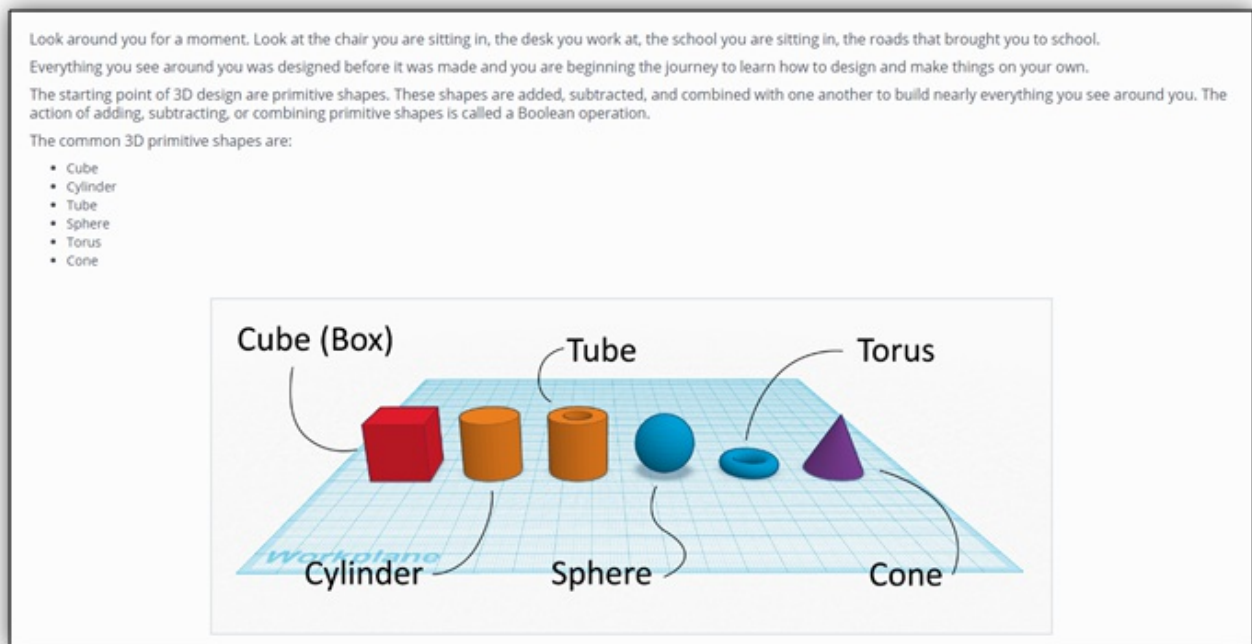 Look around you for a moment. Look at the chair you are sitting in, the desk you work at, the school you are sitting in, the roads that brought you to school.
Everything you see around you was designed before it was made and you are beginning the journey to learn how to design and make things on your own.
The starting point of 3D design are primitive shapes. These shapes are added, subtracted, and combined with one another to build nearly everything you see around you. The
action of adding, subtracting, or combining primitive shapes is called a Boolean operation.
The common 3D primitive shapes are:
• Cube
• Cylinder
• Tube
• Sphere
• Torus
• Cone
Cube (Box)
Tube
Torus
Workplane
Cylinder
Sphere
Cone